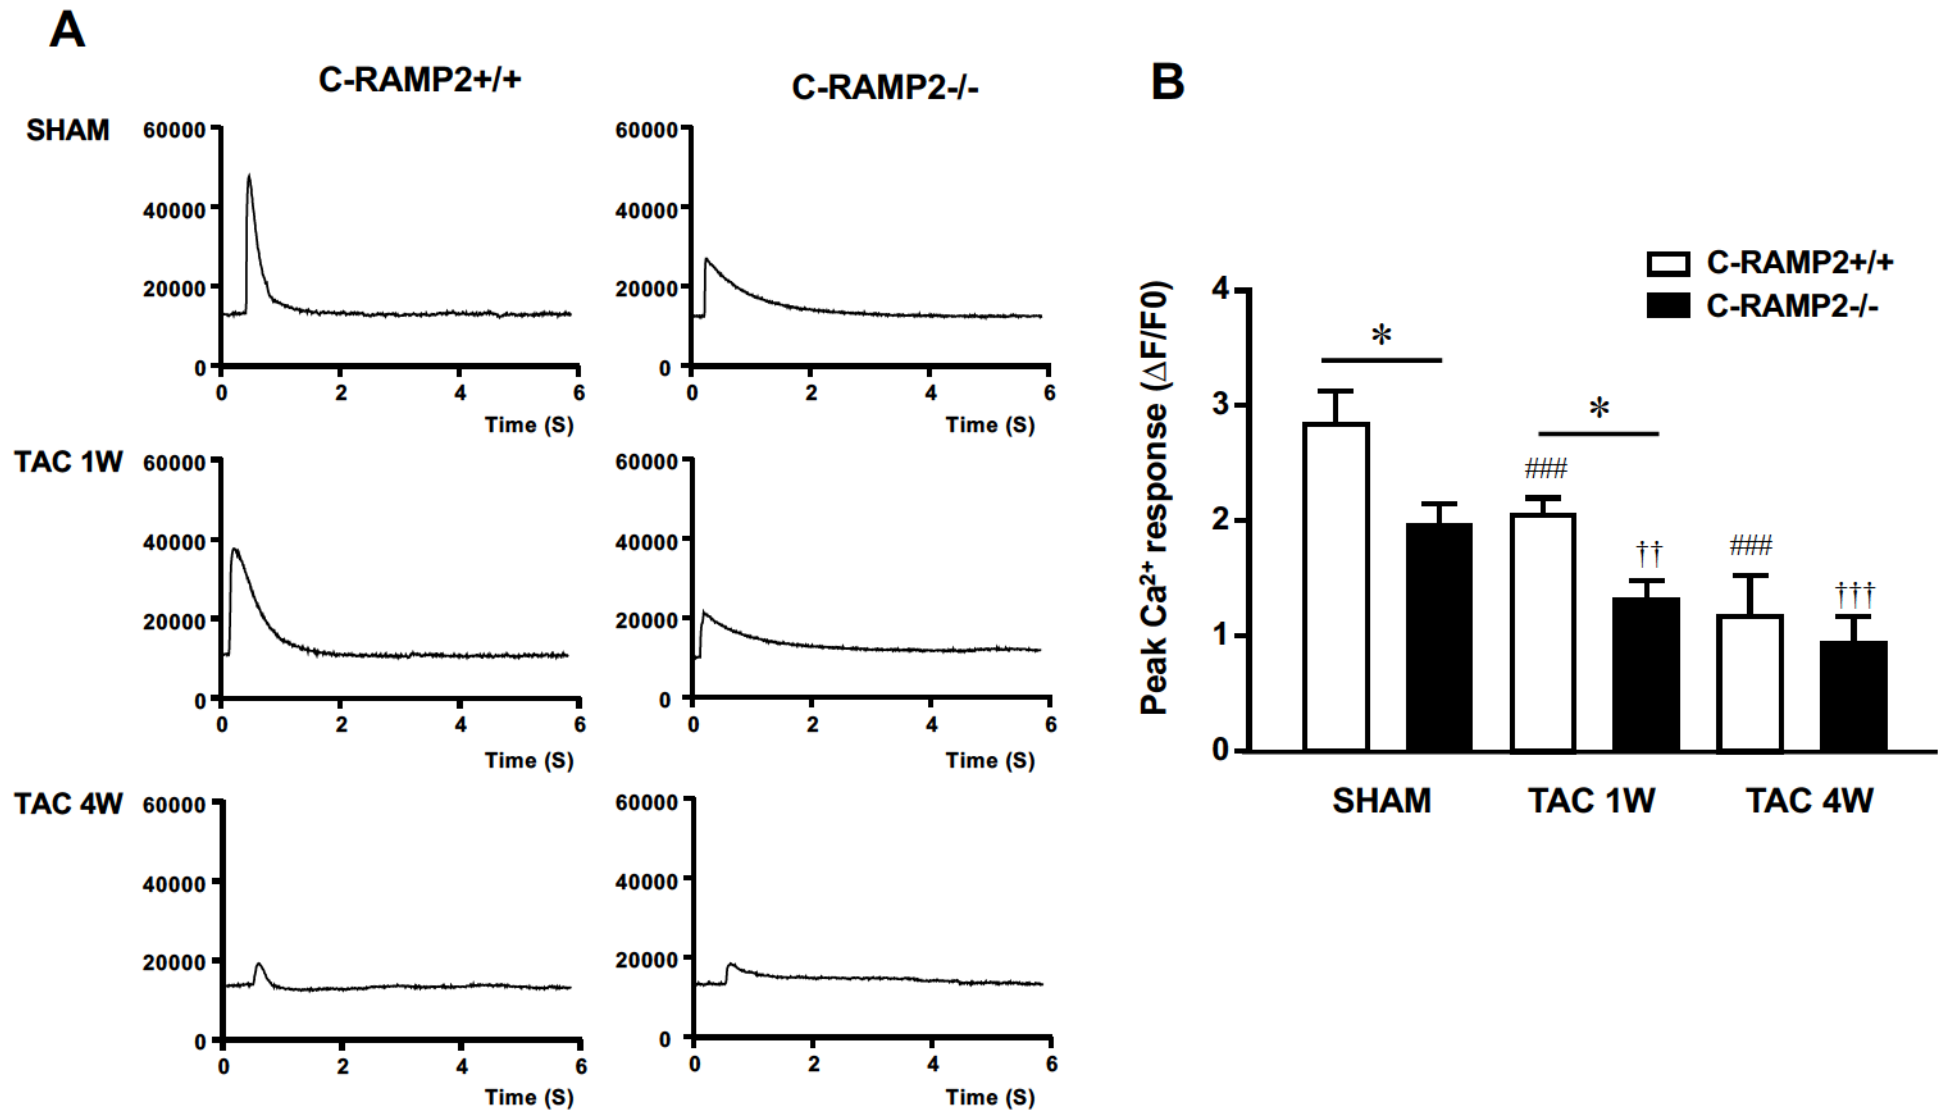 A
C-RAMP2+/+
C-RAMP2-/-
SHAM
60000
40000
20000
0
0 2 4 6
Time (S)
60000
40000
20000
0
0 2 4 6
Time (S)
TAC 1W
60000
40000
20000
0
0 2 4 6
Time (S)
60000
40000
20000
0
0 2 4 6
Time (S)
TAC 4W
60000
40000
20000
0
0 2 4 6
Time (S)
60000
40000
20000
0
0 2 4 6
Time (S)
B
C-RAMP2+/+
C-RAMP2-/-
Peak Ca²⁺ response (ΔF/F0)
4
3
2
1
0
*
*
###
††
###
†††
SHAM TAC 1W TAC 4W